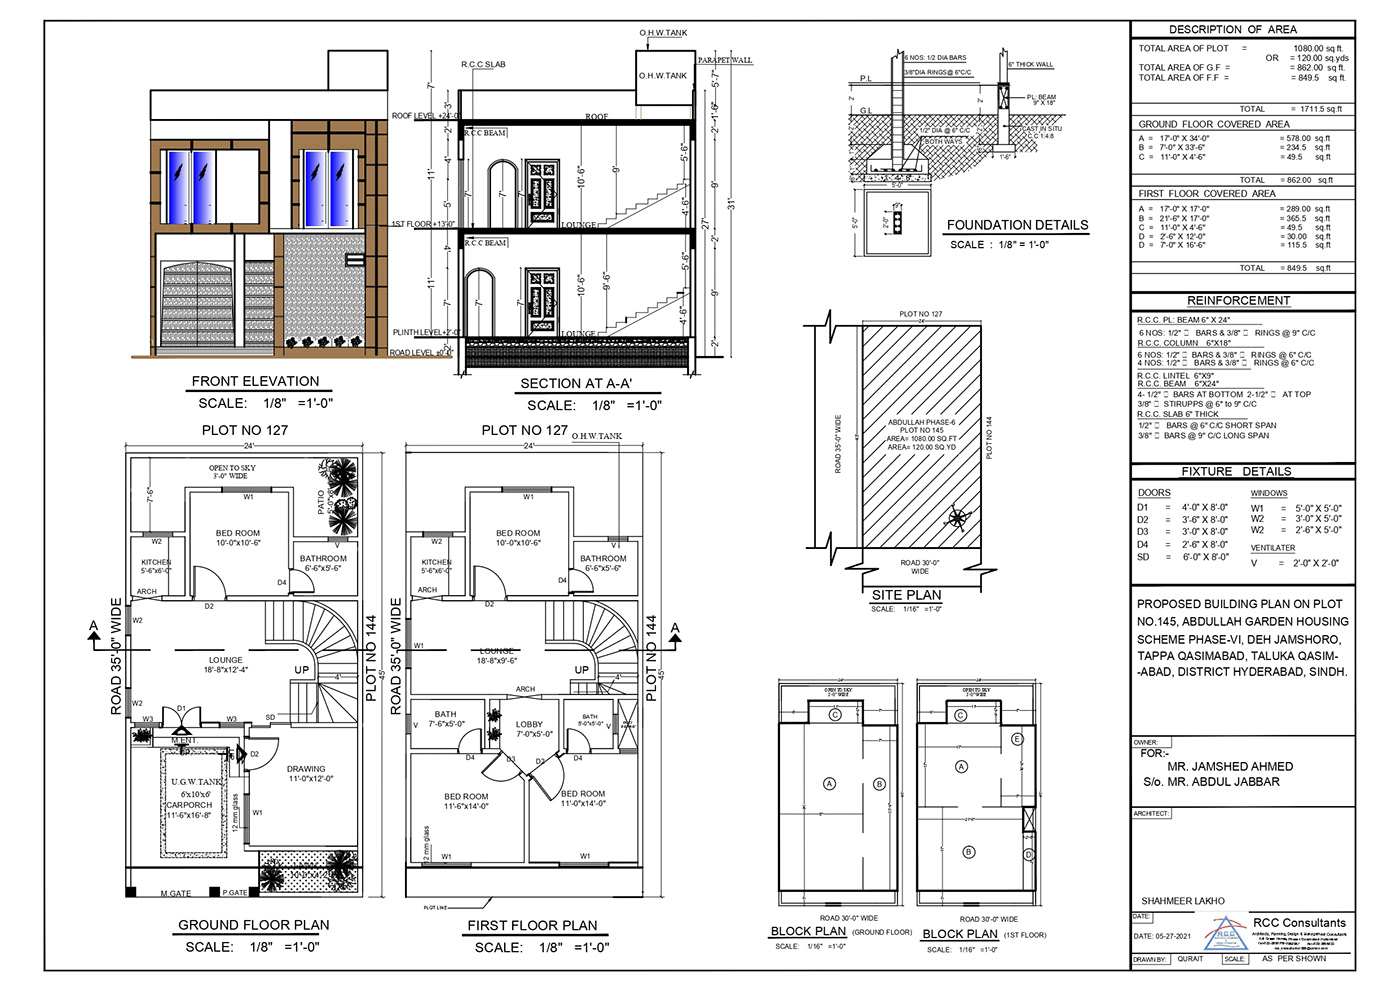 O.H.W.TANK
R.C.C SLAB
PARAPET WALL
O.H.W.TANK
ROOF LEVEL +24'-0"
ROOF
R.C.C BEAM
1ST FLOOR +13'-0"
LOUNGE
R.C.C BEAM
PLINTH LEVEL+2'-0"
LOUNGE
ROAD LEVEL ±0'-0"
7'
3'
11'
4'
5'
2'
7'
7'
10'-6"
9'
5'-6"
4'-6"
2'
9'
5'-7"
1'-6"
27'
31'
11'
7'
7'
10'-6"
9'-6"
5'-6"
4'-6"
2'
9'
2'
FRONT ELEVATION
SCALE: 1/8" =1'-0"
SECTION AT A-A'
SCALE: 1/8" =1'-0"
6 NOS: 1/2 DIA BARS
3/8"DIA RINGS@6"C/C
6" THICK WALL
P.L
G.L
PL: BEAM
9" X 18"
1/2" DIA @ 6" C/C
BOTH WAYS
CAST IN SITU
C.C 1:4:8
1'-6"
5'-0"
5'-0"
2'-0"
FOUNDATION DETAILS
SCALE : 1/8" = 1'-0"
PLOT NO 127
24'
ROAD 35'-0" WIDE
45'
ABDULLAH PHASE-6
PLOT NO 145
AREA= 1080.00 SQ.FT
AREA= 120.00 SQ.YD
PLOT NO 144
ROAD 30'-0"
WIDE
SITE PLAN
SCALE: 1/16" =1'-0"
PLOT NO 127
24'
OPEN TO SKY
3'-0" WIDE
7'-6"
PATIO
W1
BED ROOM
10'-0"x10'-6"
W2
KITCHEN
5'-6"x6'-0"
ARCH
V
BATHROOM
6'-6"x5'-6"
D4
D2
A
W2
LOUNGE
18'-8"x12'-4"
UP
4'
W2
W3
D1
W3
SD
M.ENT.
D2
DRAWING
11'-0"x12'-0"
U.G.W.TANK
6'x10'x6'
CARPORCH
11'-6"x16'-8"
12 mm glass
W1
M.GATE
P.GATE
ROAD 35'-0" WIDE
PLOT NO 144
45'
GROUND FLOOR PLAN
SCALE: 1/8" =1'-0"
PLOT NO 127
O.H.W.TANK
24'
W1
BED ROOM
10'-0"x10'-6"
W2
KITCHEN
5'-6"x6'-0"
ARCH
V
BATHROOM
6'-6"x5'-6"
D4
D2
W1
LOUNGE
18'-8"x9'-6"
UP
4'
A
ARCH
BATH
7'-6"x5'-0"
V
LOBBY
7'-0"x5'-0"
BATH
5'-0"x5'-0"
V
D4
D3
D2
D4
BED ROOM
11'-6"x14'-0"
BED ROOM
11'-0"x14'-0"
12 mm glass
W1
W1
PLOT LINE
ROAD 35'-0" WIDE
PLOT NO 144
45'
FIRST FLOOR PLAN
SCALE: 1/8" =1'-0"
OPEN TO SKY
3'-0" WIDE
C
A
B
ROAD 30'-0" WIDE
BLOCK PLAN (GROUND FLOOR)
SCALE: 1/16" =1'-0"
OPEN TO SKY
3'-0" WIDE
C
E
A
B
D
ROAD 30'-0" WIDE
BLOCK PLAN (1ST FLOOR)
SCALE: 1/16" =1'-0"
DESCRIPTION OF AREA
TOTAL AREA OF PLOT = 1080.00 sq ft.
OR = 120.00 sq.yds
TOTAL AREA OF G.F = = 862.00 sq ft.
TOTAL AREA OF F.F = = 849.5 sq ft.
TOTAL = 1711.5 sq.ft
GROUND FLOOR COVERED AREA
A = 17'-0" X 34'-0" = 578.00 sq.ft
B = 7'-0" X 33'-6" = 234.5 sq.ft
C = 11'-0" X 4'-6" = 49.5 sq.ft
TOTAL = 862.00 sq.ft
FIRST FLOOR COVERED AREA
A = 17'-0" X 17'-0" = 289.00 sq.ft
B = 21'-6" X 17'-0" = 365.5 sq.ft
C = 11'-0" X 4'-6" = 49.5 sq.ft
D = 2'-6" X 12'-0" = 30.00 sq.ft
D = 7'-0" X 16'-6" = 115.5 sq.ft
TOTAL = 849.5 sq.ft
REINFORCEMENT
R.C.C. PL: BEAM 6" X 24"
6 NOS: 1/2" □ BARS & 3/8" □ RINGS @ 9" C/C
R.C.C. COLUMN 6"X18"
6 NOS: 1/2" □ BARS & 3/8" □ RINGS @ 6" C/C
4 NOS: 1/2" □ BARS & 3/8" □ RINGS @ 6" C/C
R.C.C. LINTEL 6"X9"
R.C.C. BEAM 6"X24"
4- 1/2" □ BARS AT BOTTOM 2-1/2" □ AT TOP
3/8" □ STIRUPPS @ 6" to 9" C/C
R.C.C. SLAB 6" THICK
1/2" □ BARS @ 6" C/C SHORT SPAN
3/8" □ BARS @ 9" C/C LONG SPAN
FIXTURE DETAILS
DOORS
D1 = 4'-0" X 8'-0"
D2 = 3'-6" X 8'-0"
D3 = 3'-0" X 8'-0"
D4 = 2'-6" X 8'-0"
SD = 6'-0" X 8'-0"
WINDOWS
W1 = 5'-0" X 5'-0"
W2 = 3'-0" X 5'-0"
W2 = 2'-6" X 5'-0"
VENTILATER
V = 2'-0" X 2'-0"
PROPOSED BUILDING PLAN ON PLOT
NO.145, ABDULLAH GARDEN HOUSING
SCHEME PHASE-VI, DEH JAMSHORO,
TAPPA QASIMABAD, TALUKA QASIM-
-ABAD, DISTRICT HYDERABAD, SINDH.
OWNER:
FOR:-
MR. JAMSHED AHMED
S/o. MR. ABDUL JABBAR
ARCHITECT:
SHAHMEER LAKHO
DATE:
DATE: 05-27-2021
RCC
RCC CONSULTANTS
RCC Consultants
DRAWN BY: QURAIT SCALE: AS PER SHOWN